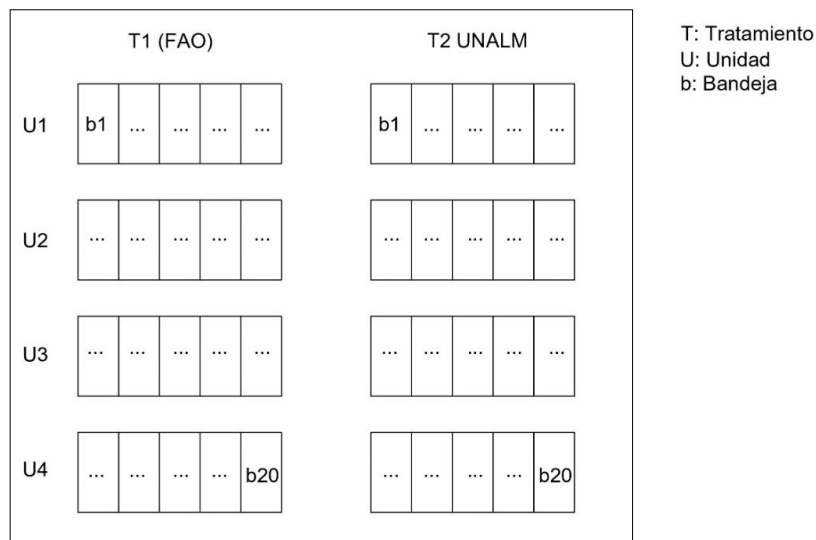 T1 (FAO) T2 UNALM
T: Tratamiento
U: Unidad
b: Bandeja
U1 b1 ... ... ... ... b1 ... ... ... ...
U2 ... ... ... ... ... ... ... ... ... ...
U3 ... ... ... ... ... ... ... ... ... ...
U4 ... ... ... ... b20 ... ... ... ... b20